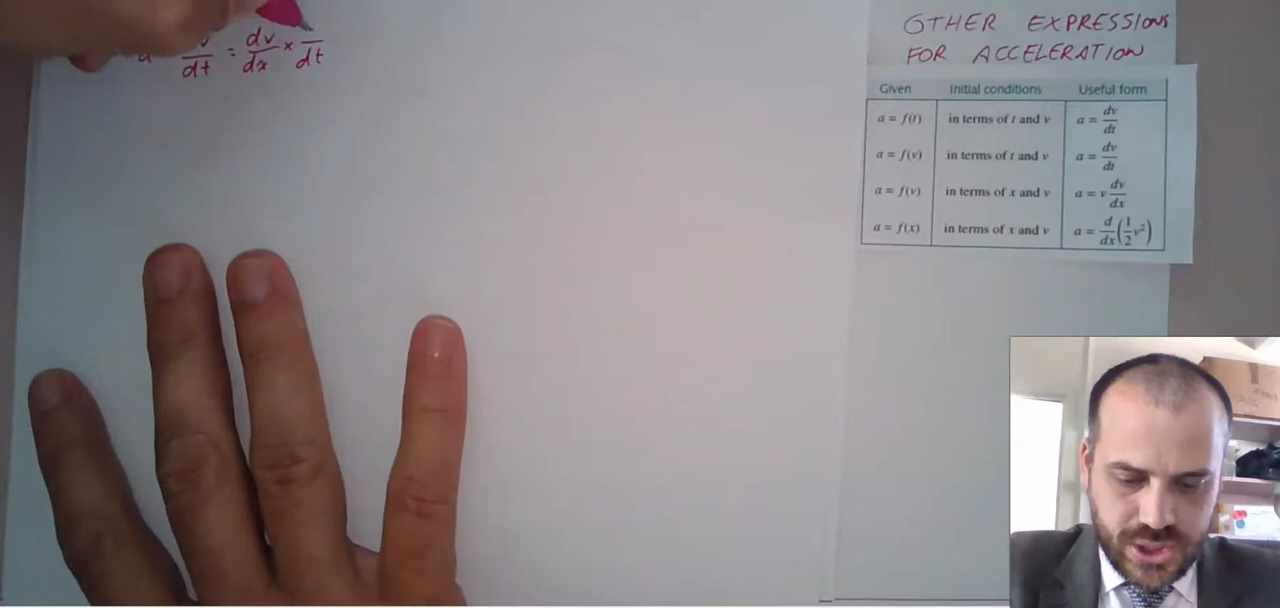 a = v/dt = dv/dx × /dt
OTHER EXPRESSIONS
FOR ACCELERATION
Given Initial conditions Useful form
a = f(t) in terms of t and v a = dv/dt
a = f(v) in terms of t and v a = dv/dt
a = f(v) in terms of x and v a = v dv/dx
a = f(x) in terms of x and v a = d/dx(1/2 v²)